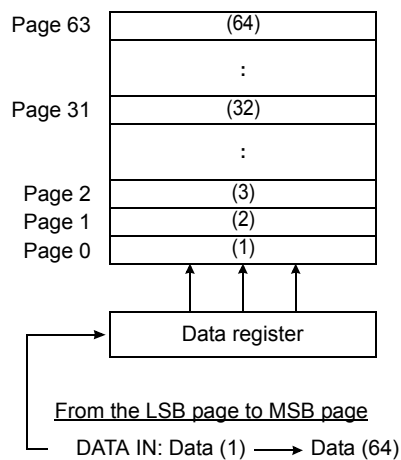 Page 63 (64)
:
Page 31 (32)
:
Page 2 (3)
Page 1 (2)
Page 0 (1)
Data register
From the LSB page to MSB page
DATA IN: Data (1) → Data (64)